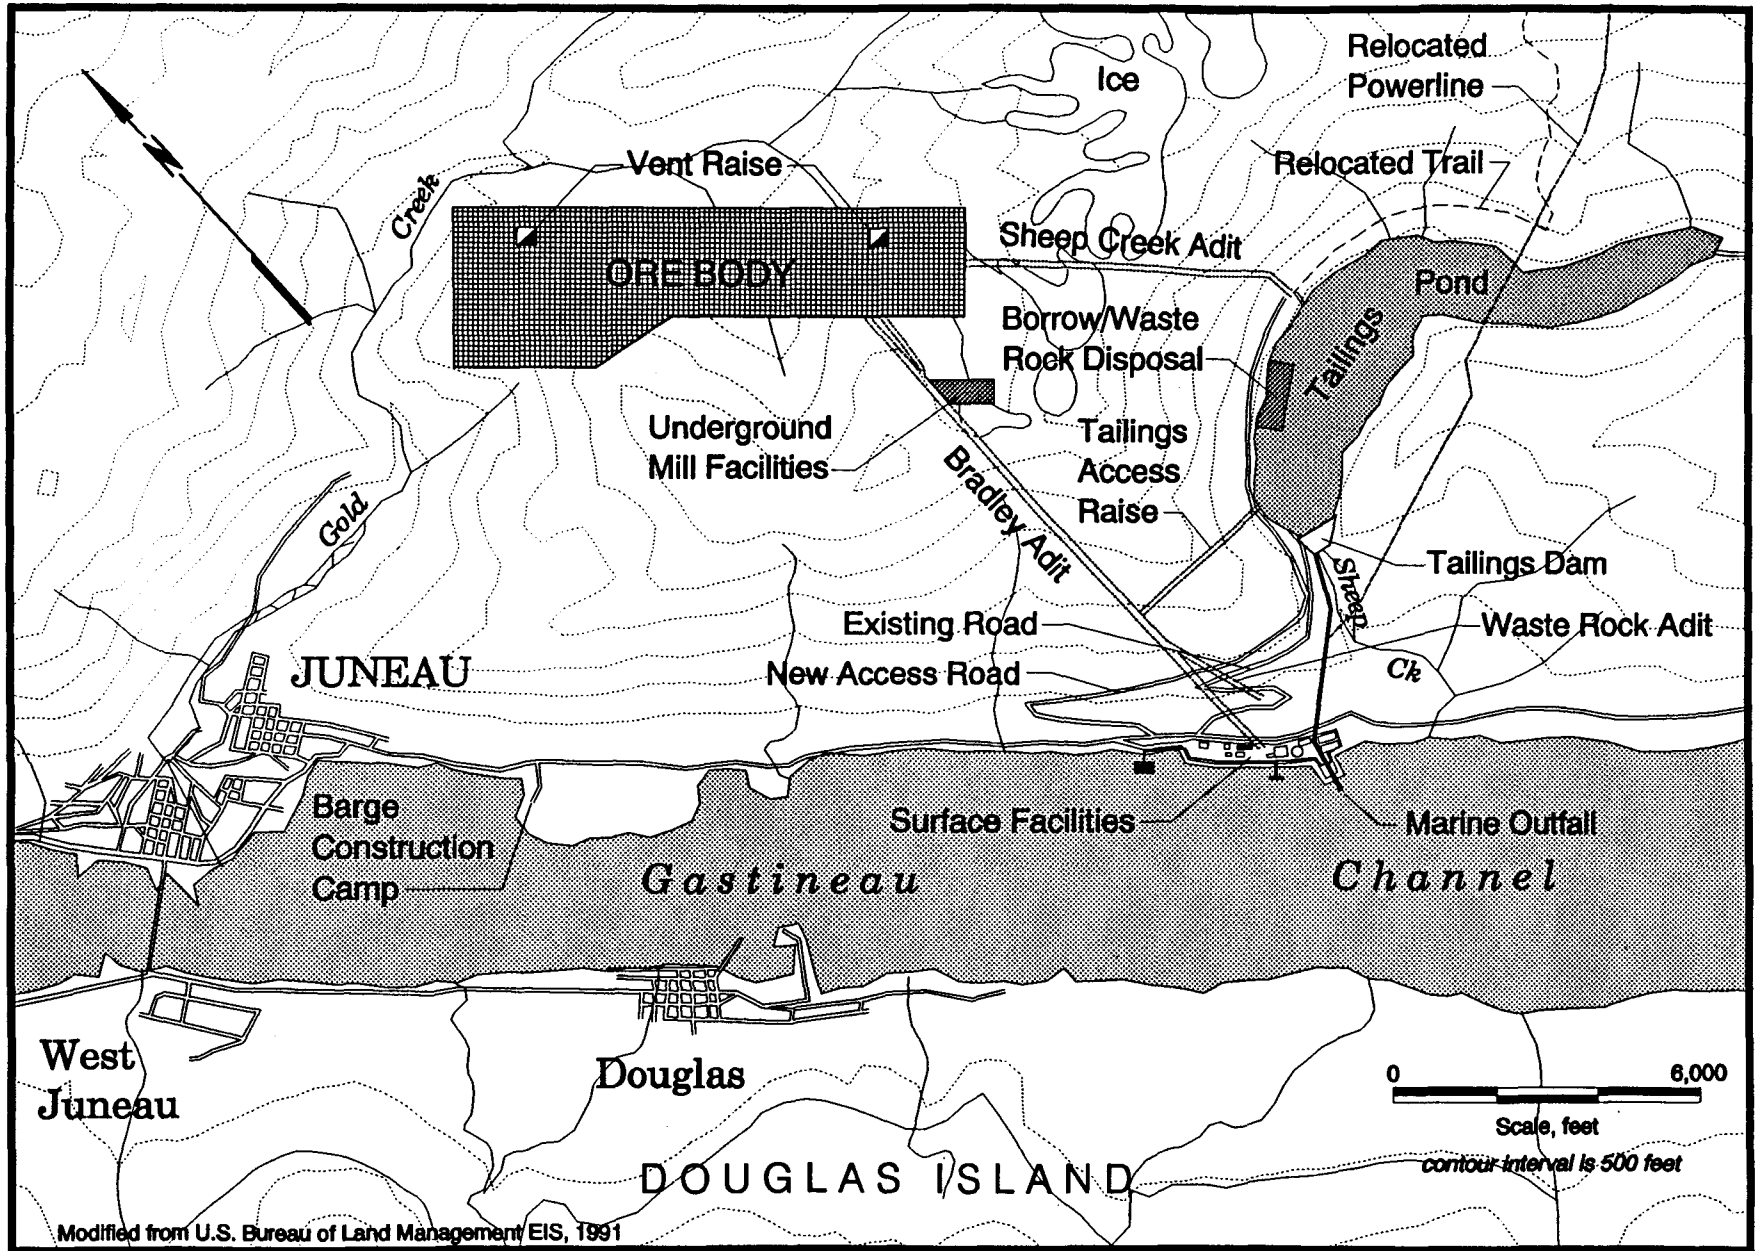 Relocated
Powerline
Ice
N
Vent Raise
Relocated Trail
Creek
Sheep Creek Adit
ORE BODY
Pond
Borrow/Waste
Rock Disposal
Tailings
Underground
Mill Facilities
Tailings
Access
Raise
Bradley Adit
Gold
Tailings Dam
Sheep
Existing Road
Waste Rock Adit
JUNEAU
New Access Road
Ck
Barge
Construction
Camp
Surface Facilities
Marine Outfall
Gastineau Channel
West
Juneau
Douglas
0 6,000
Scale, feet
contour interval is 500 feet
DOUGLAS ISLAND
Modified from U.S. Bureau of Land Management EIS, 1991